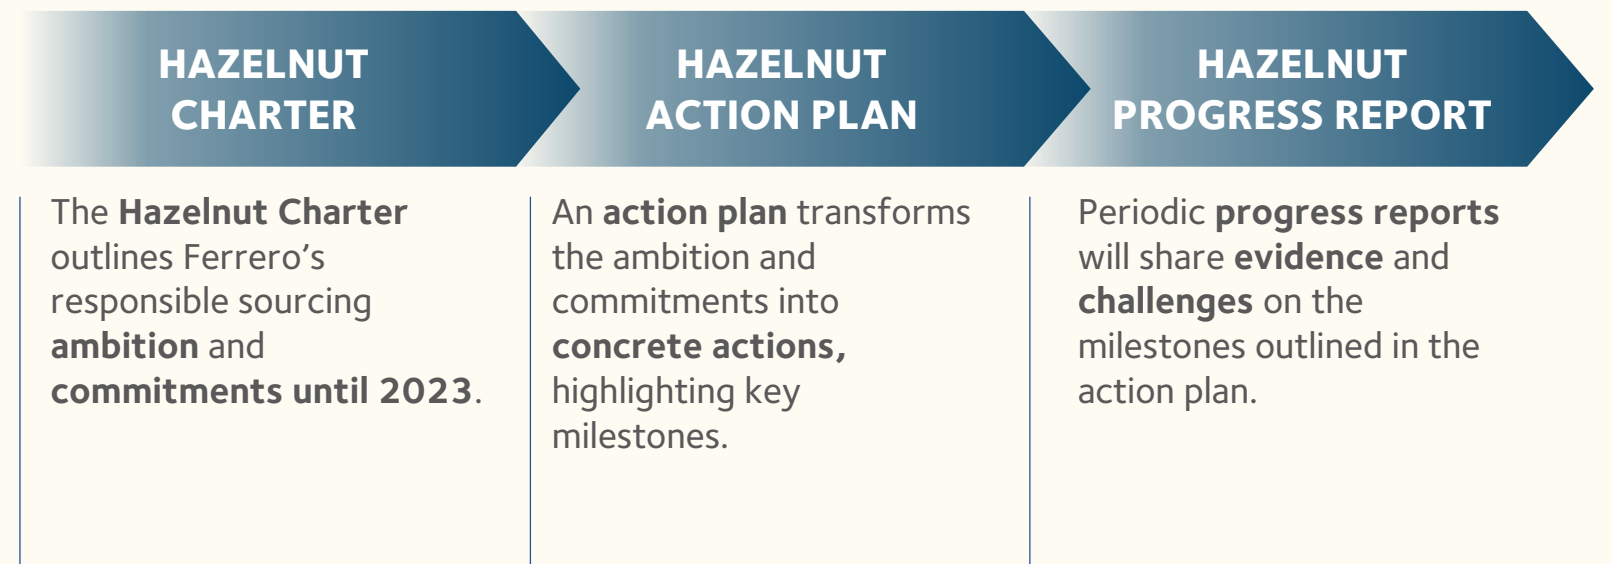 HAZELNUT
CHARTER
HAZELNUT
ACTION PLAN
HAZELNUT
PROGRESS REPORT
The Hazelnut Charter
outlines Ferrero’s
responsible sourcing
ambition and
commitments until 2023.
An action plan transforms
the ambition and
commitments into
concrete actions,
highlighting key
milestones.
Periodic progress reports
will share evidence and
challenges on the
milestones outlined in the
action plan.